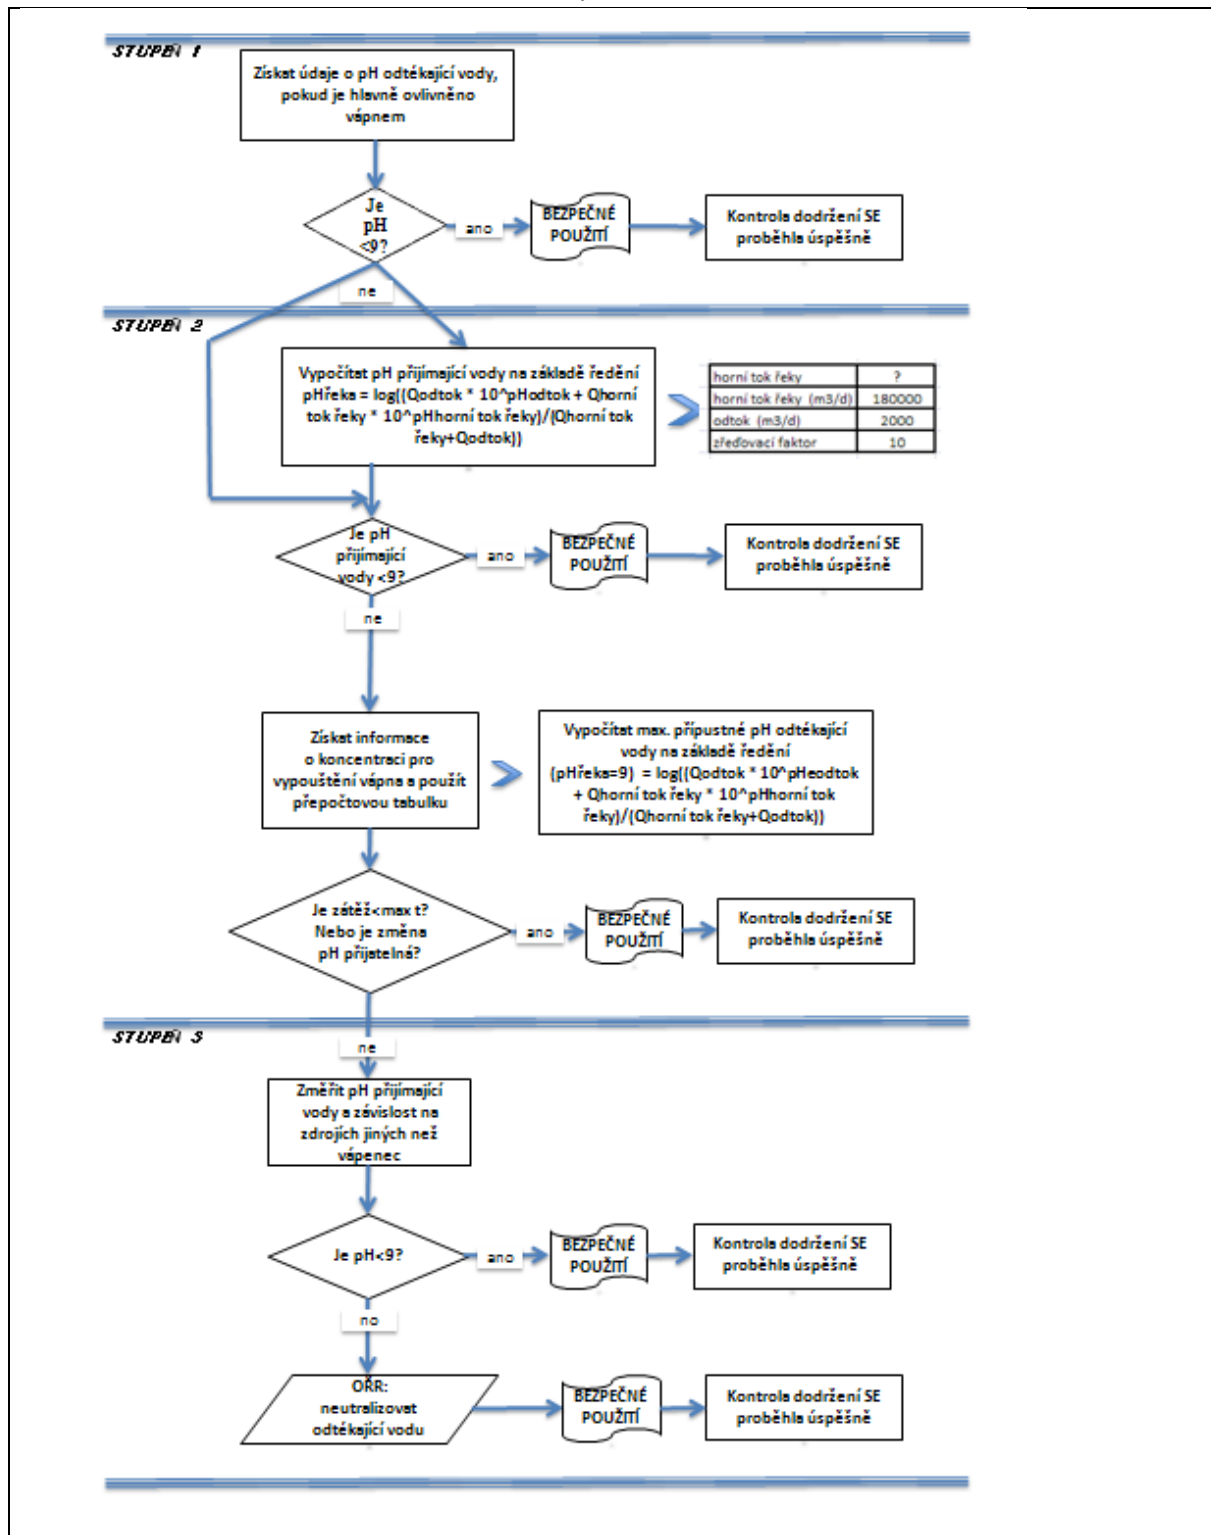 STUPEŇ 1
Získat údaje o pH odtékající vody,
pokud je hlavně ovlivněno
vápnem
Je
pH
<9?
ano
BEZPEČNÉ
POUŽITÍ
Kontrola dodržení SE
proběhla úspěšně
ne
STUPEŇ 2
Vypočítat pH přijímající vody na základě ředění
pHřeka = log((Qodtok * 10^pHodtok + Qhorní
tok řeky * 10^pHhorní tok řeky)/(Qhorní tok
řeky+Qodtok))
horní tok řeky ?
horní tok řeky (m3/d) 180000
odtok (m3/d) 2000
zřeďovací faktor 10
Je pH
přijímající
vody <9?
ano
BEZPEČNÉ
POUŽITÍ
Kontrola dodržení SE
proběhla úspěšně
ne
Získat informace
o koncentraci pro
vypouštění vápna a použít
přepočtovou tabulku
Vypočítat max. přípustné pH odtékající
vody na základě ředění
(pHřeka=9) = log((Qodtok * 10^pHeodtok
+ Qhorní tok řeky * 10^pHhorní tok
řeky)/(Qhorní tok řeky+Qodtok))
Je zátěž<max t?
Nebo je změna
pH přijatelná?
ano
BEZPEČNÉ
POUŽITÍ
Kontrola dodržení SE
proběhla úspěšně
STUPEŇ 3
ne
Změřit pH přijímající
vody a závislost na
zdrojích jiných než
vápenec
Je pH<9?
ano
BEZPEČNÉ
POUŽITÍ
Kontrola dodržení SE
proběhla úspěšně
no
OŘR:
neutralizovat
odtékající vodu
BEZPEČNÉ
POUŽITÍ
Kontrola dodržení SE
proběhla úspěšně